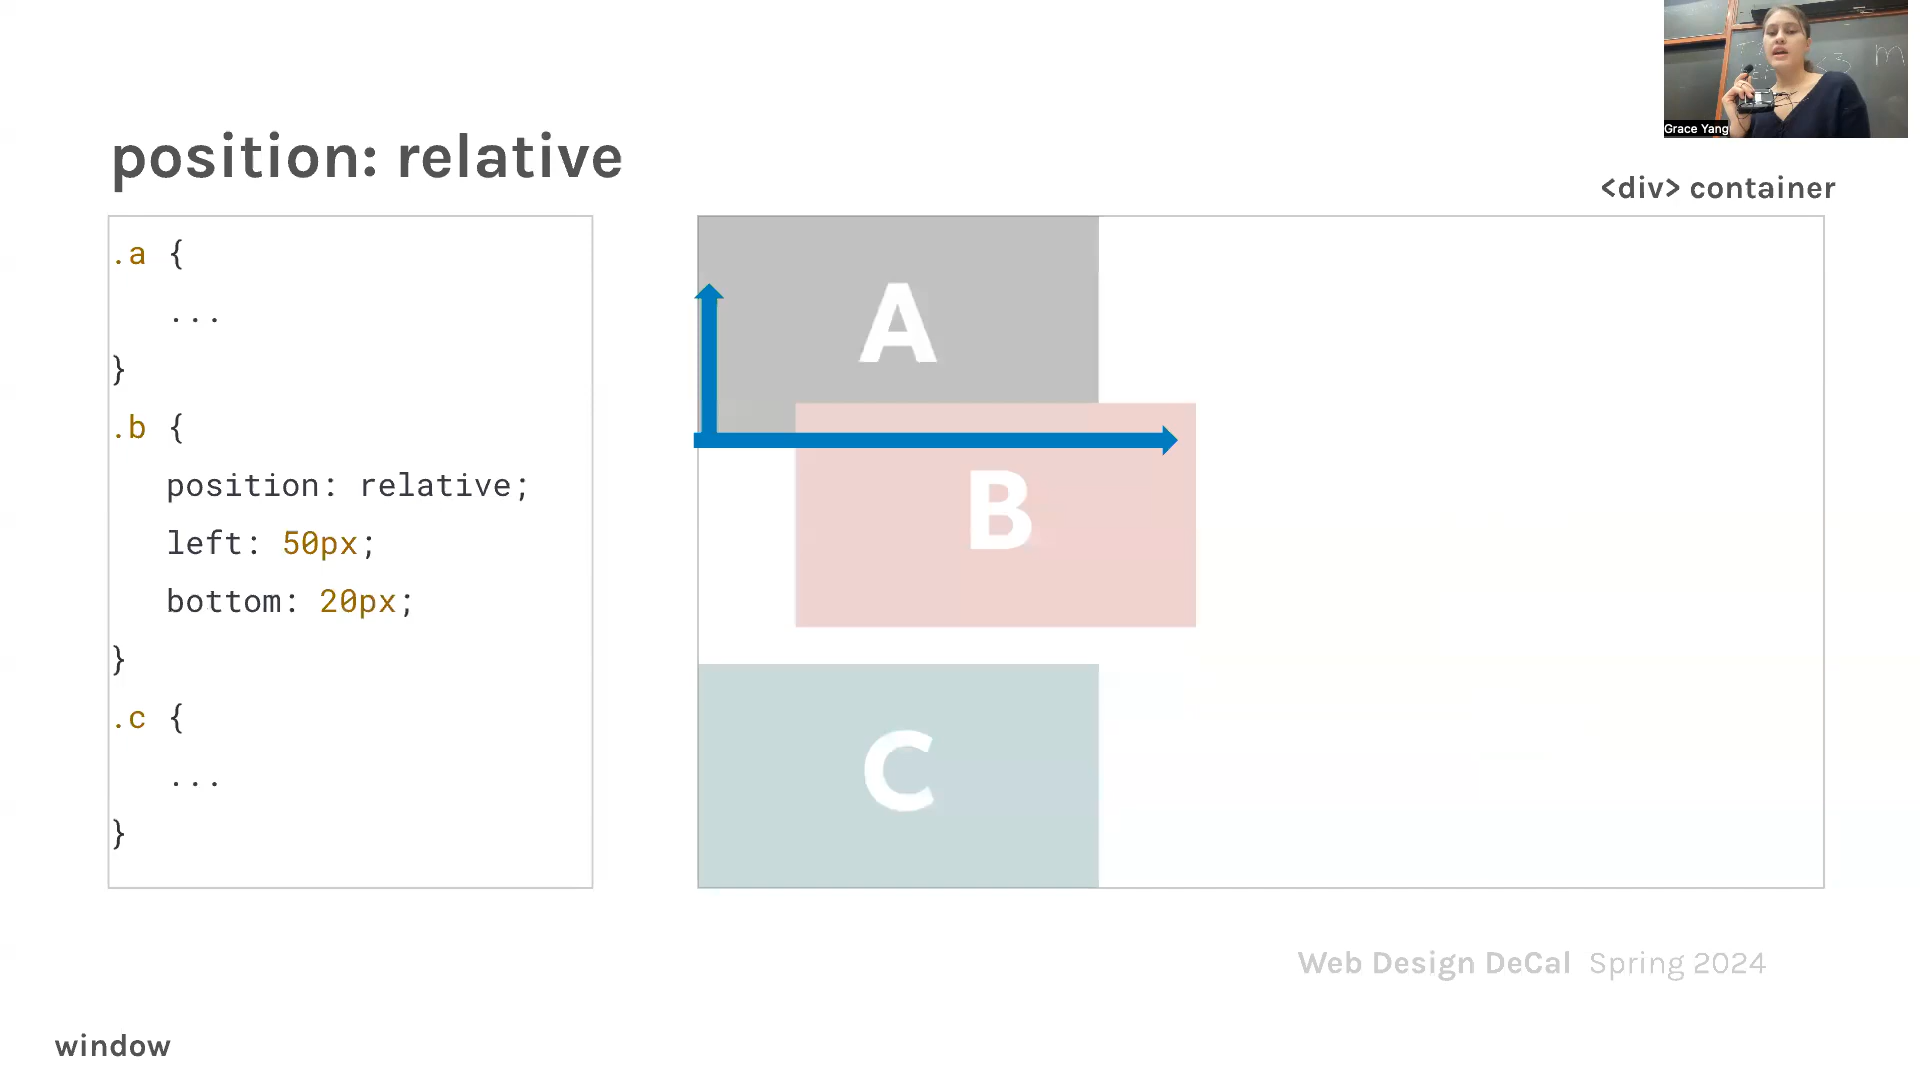 Grace Yang
position: relative
<div> container
.a {
...
}
.b {
position: relative;
left: 50px;
bottom: 20px;
}
.c {
...
}
A
B
C
Web Design DeCal Spring 2024
window